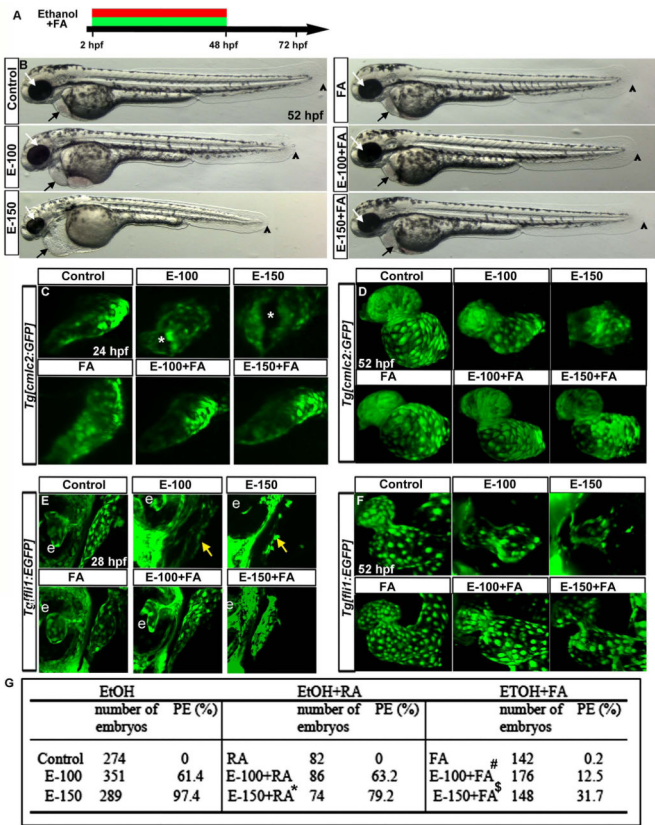 A
Ethanol
+FA
2 hpf 48 hpf 72 hpf
B
Control
52 hpf
FA
E-100
E-100+FA
E-150
E-150+FA
Control E-100 E-150
Tg[cmlc2:GFP]
C
*
*
24 hpf
FA E-100+FA E-150+FA
Control E-100 E-150
Tg[cmlc2:GFP]
D
52 hpf
FA E-100+FA E-150+FA
Control E-100 E-150
Tg[fli1:EGFP]
E
e
e
e
28 hpf
FA E-100+FA E-150+FA
e
e
e
Control E-100 E-150
Tg[fli1:EGFP]
F
52 hpf
FA E-100+FA E-150+FA
G
EtOH EtOH+RA ETOH+FA
number of PE (%) number of PE (%) number of PE (%)
embryos embryos embryos
Control 274 0 RA 82 0 FA 142 0.2
E-100 351 61.4 E-100+RA 86 63.2 E-100+FA# 176 12.5
E-150 289 97.4 E-150+RA* 74 79.2 E-150+FA$ 148 31.7